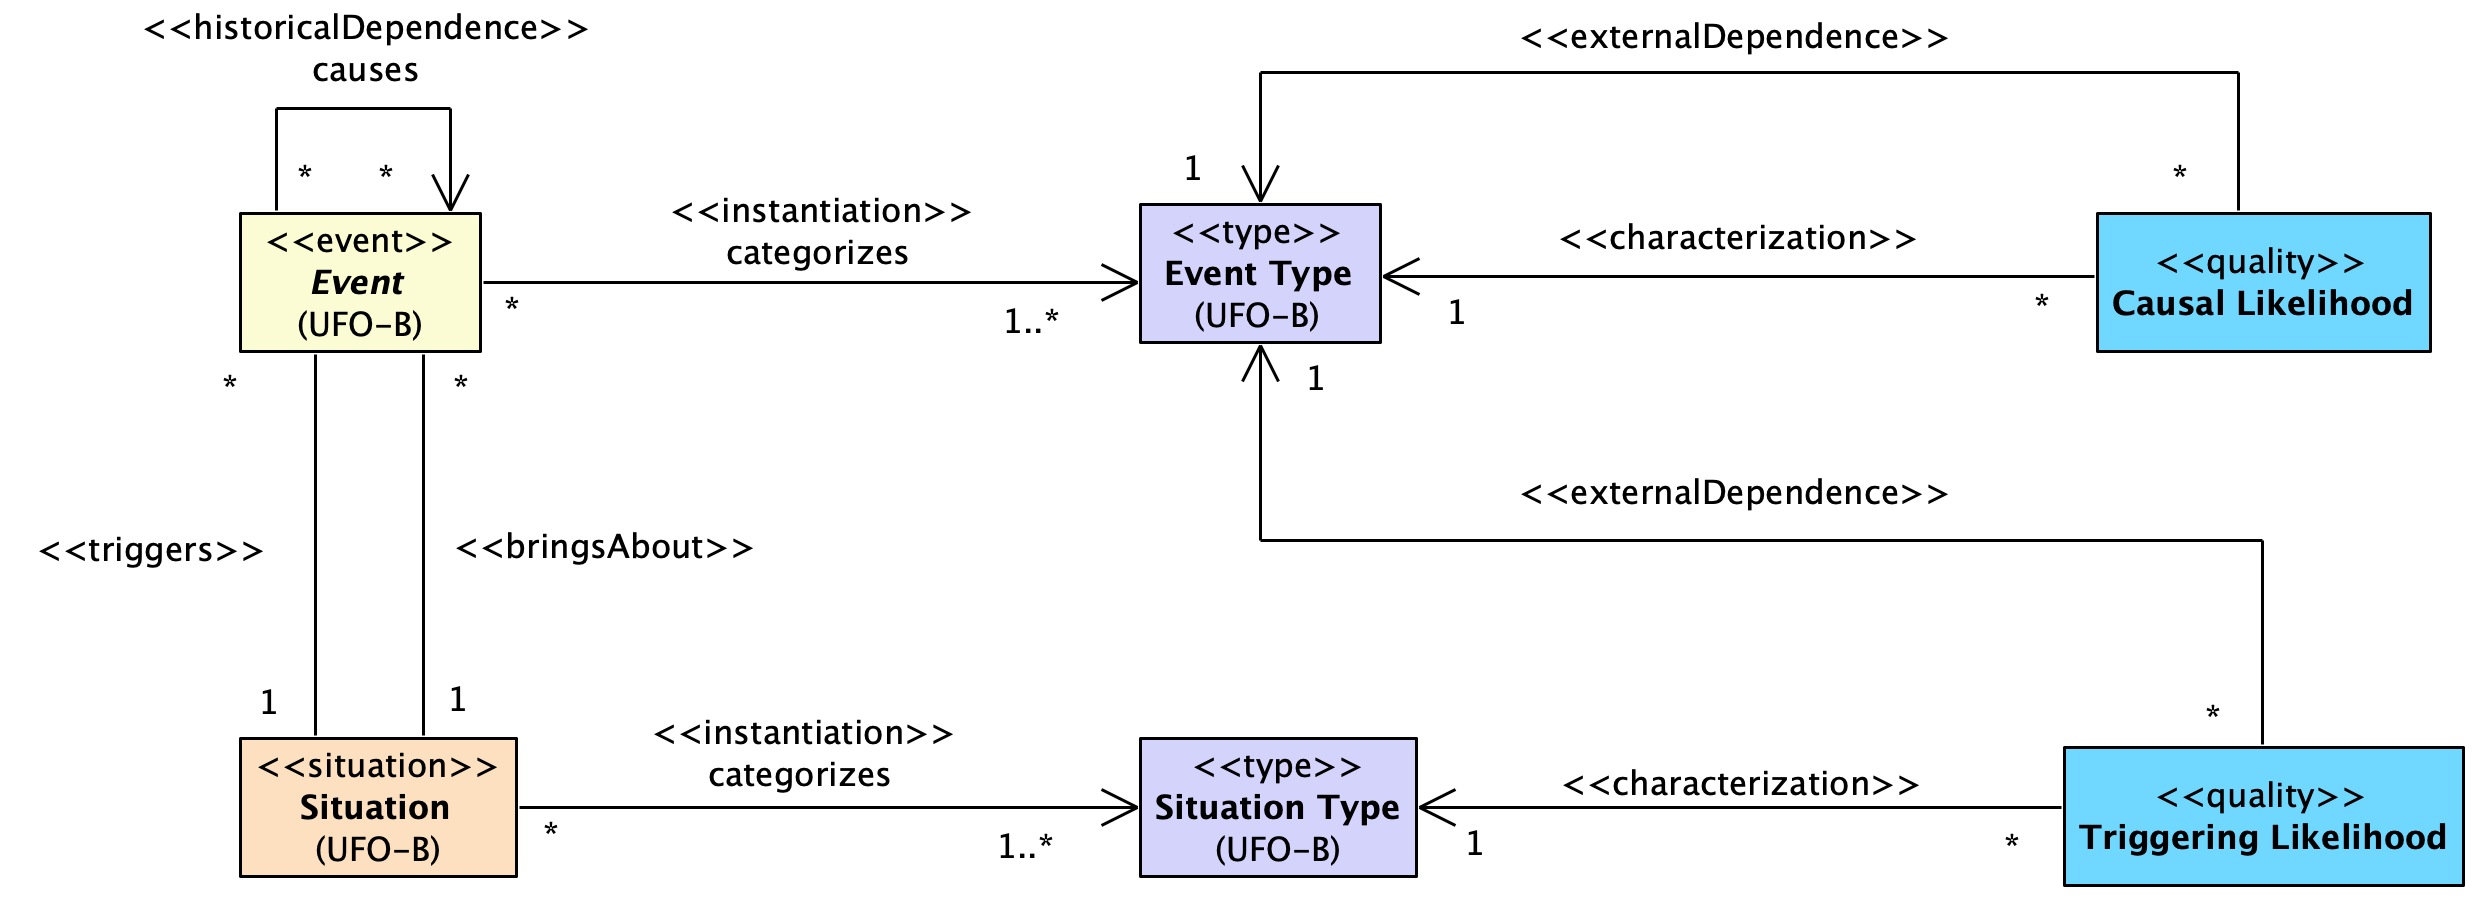 <<historicalDependence>>
causes
* *
<<event>>
Event
(UFO-B)
<<instantiation>>
categorizes
*
1..*
<<externalDependence>>
1
*
<<type>>
Event Type
(UFO-B)
<<characterization>>
1
*
<<quality>>
Causal Likelihood
*
*
<<triggers>>
<<bringsAbout>>
1
1
1
<<externalDependence>>
*
<<situation>>
Situation
(UFO-B)
<<instantiation>>
categorizes
*
1..*
<<type>>
Situation Type
(UFO-B)
<<characterization>>
1
*
<<quality>>
Triggering Likelihood